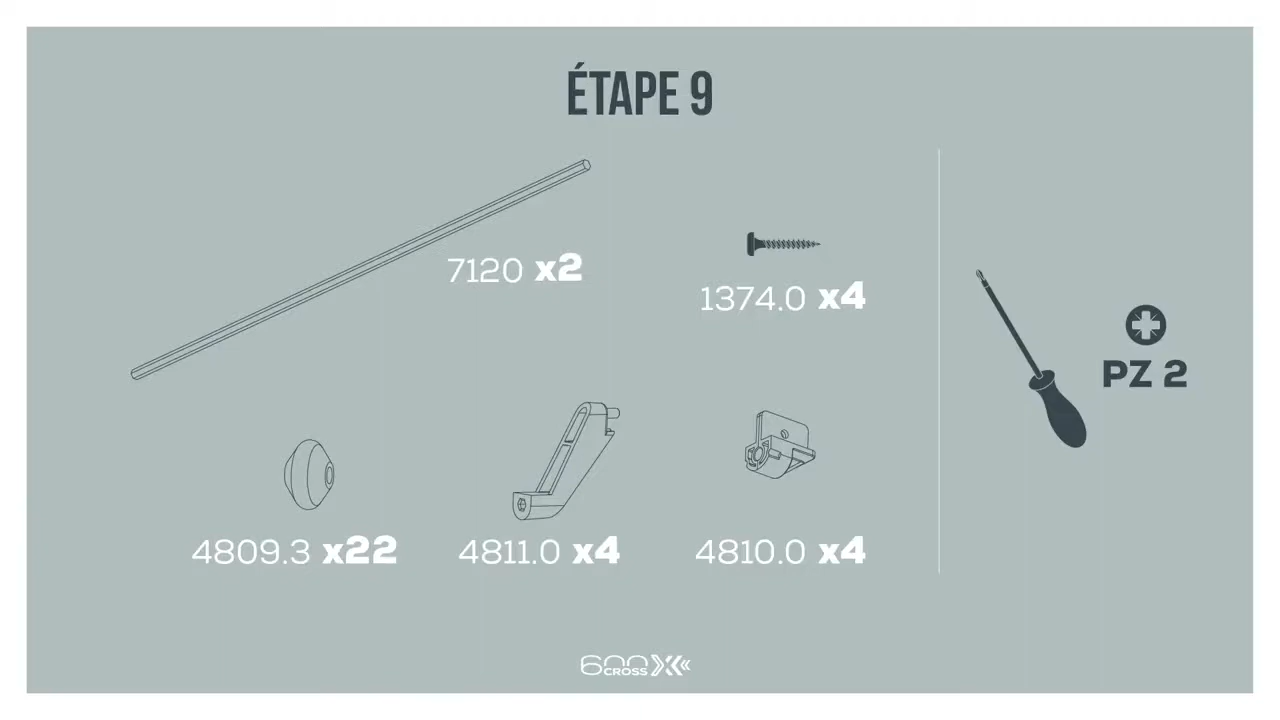 ÉTAPE 9
7120 x2
1374.0 x4
PZ 2
4809.3 x22
4811.0 x4
4810.0 x4
600 CROSS